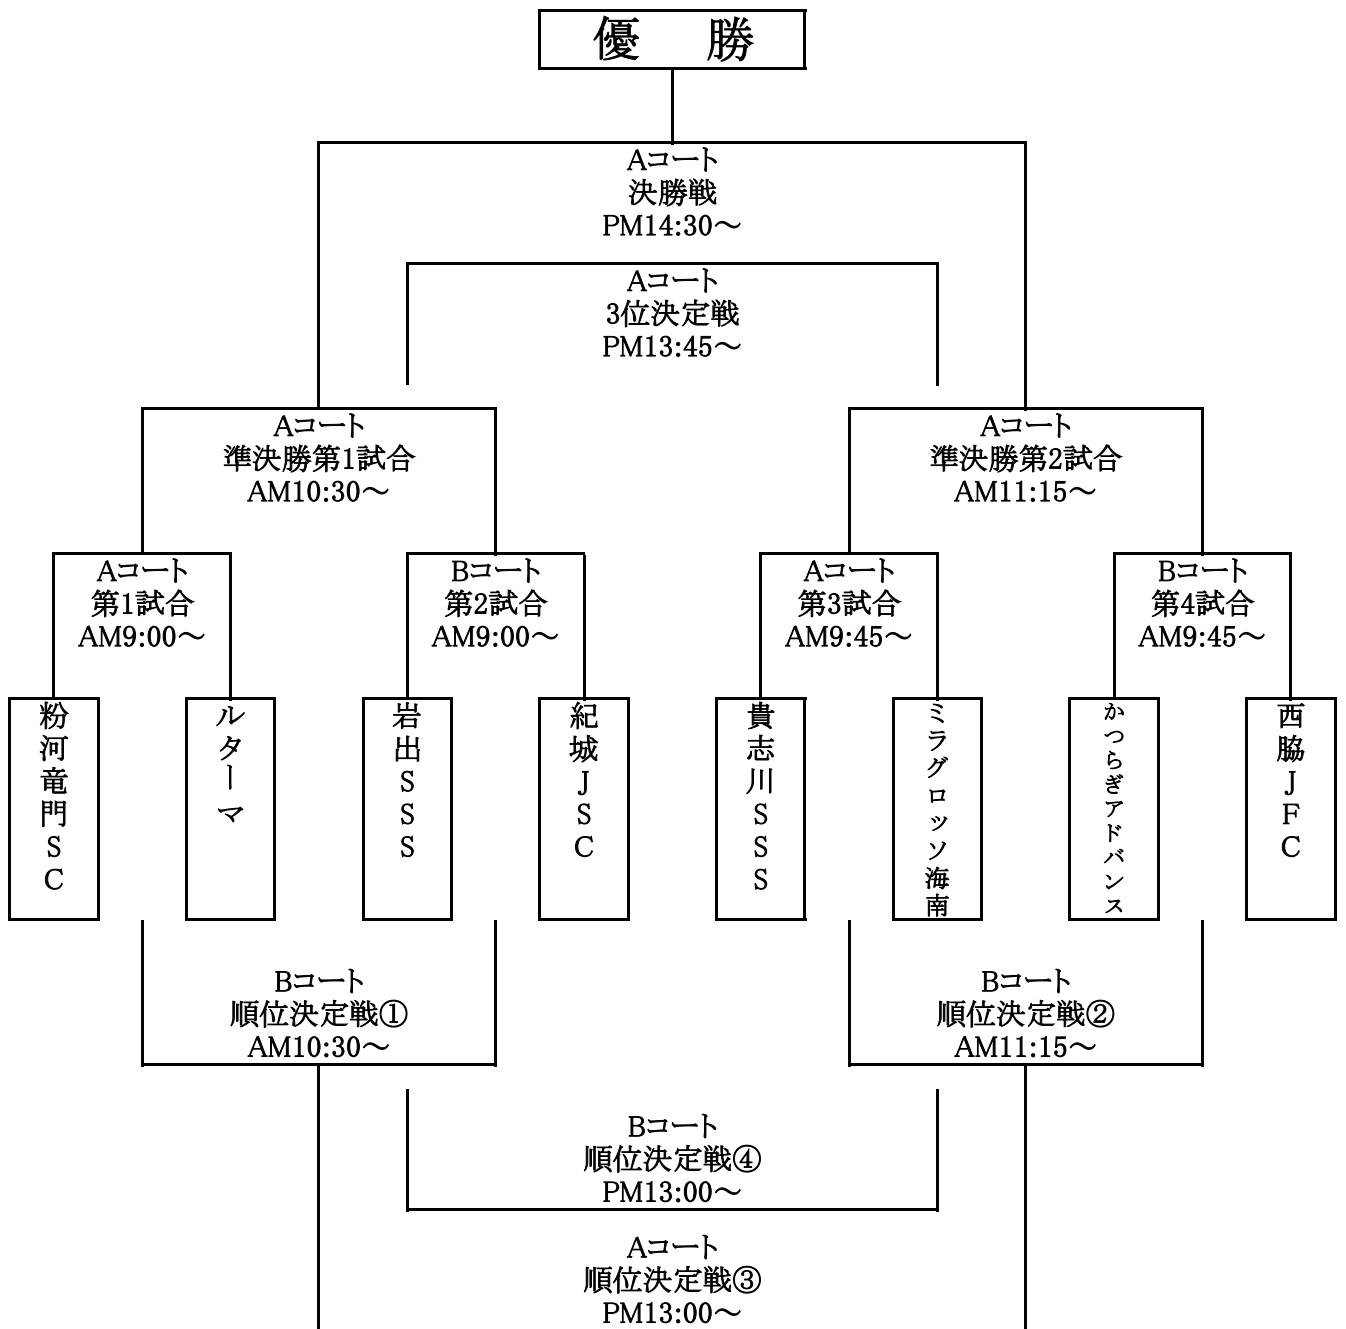 優　勝
Aコート
決勝戦
PM14:30～
Aコート
3位決定戦
PM13:45～
Aコート
準決勝第1試合
AM10:30～
Aコート
準決勝第2試合
AM11:15～
Aコート
第1試合
AM9:00～
Bコート
第2試合
AM9:00～
Aコート
第3試合
AM9:45～
Bコート
第4試合
AM9:45～
粉河竜門SC
ルターマ
岩出SSS
紀城JSC
貴志川SSS
ミラグロッソ海南
かつらぎアドバンス
西脇JFC
Bコート
順位決定戦①
AM10:30～
Bコート
順位決定戦②
AM11:15～
Bコート
順位決定戦④
PM13:00～
Aコート
順位決定戦③
PM13:00～